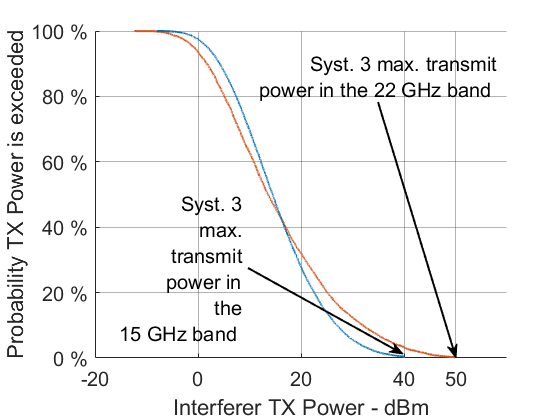 100 %
80 %
60 %
40 %
20 %
0 %
Probability TX Power is exceeded
Syst. 3 max. transmit
power in the 22 GHz band
Syst. 3
max.
transmit
power in
the
15 GHz band
-20
0
20
40
50
Interferer TX Power - dBm